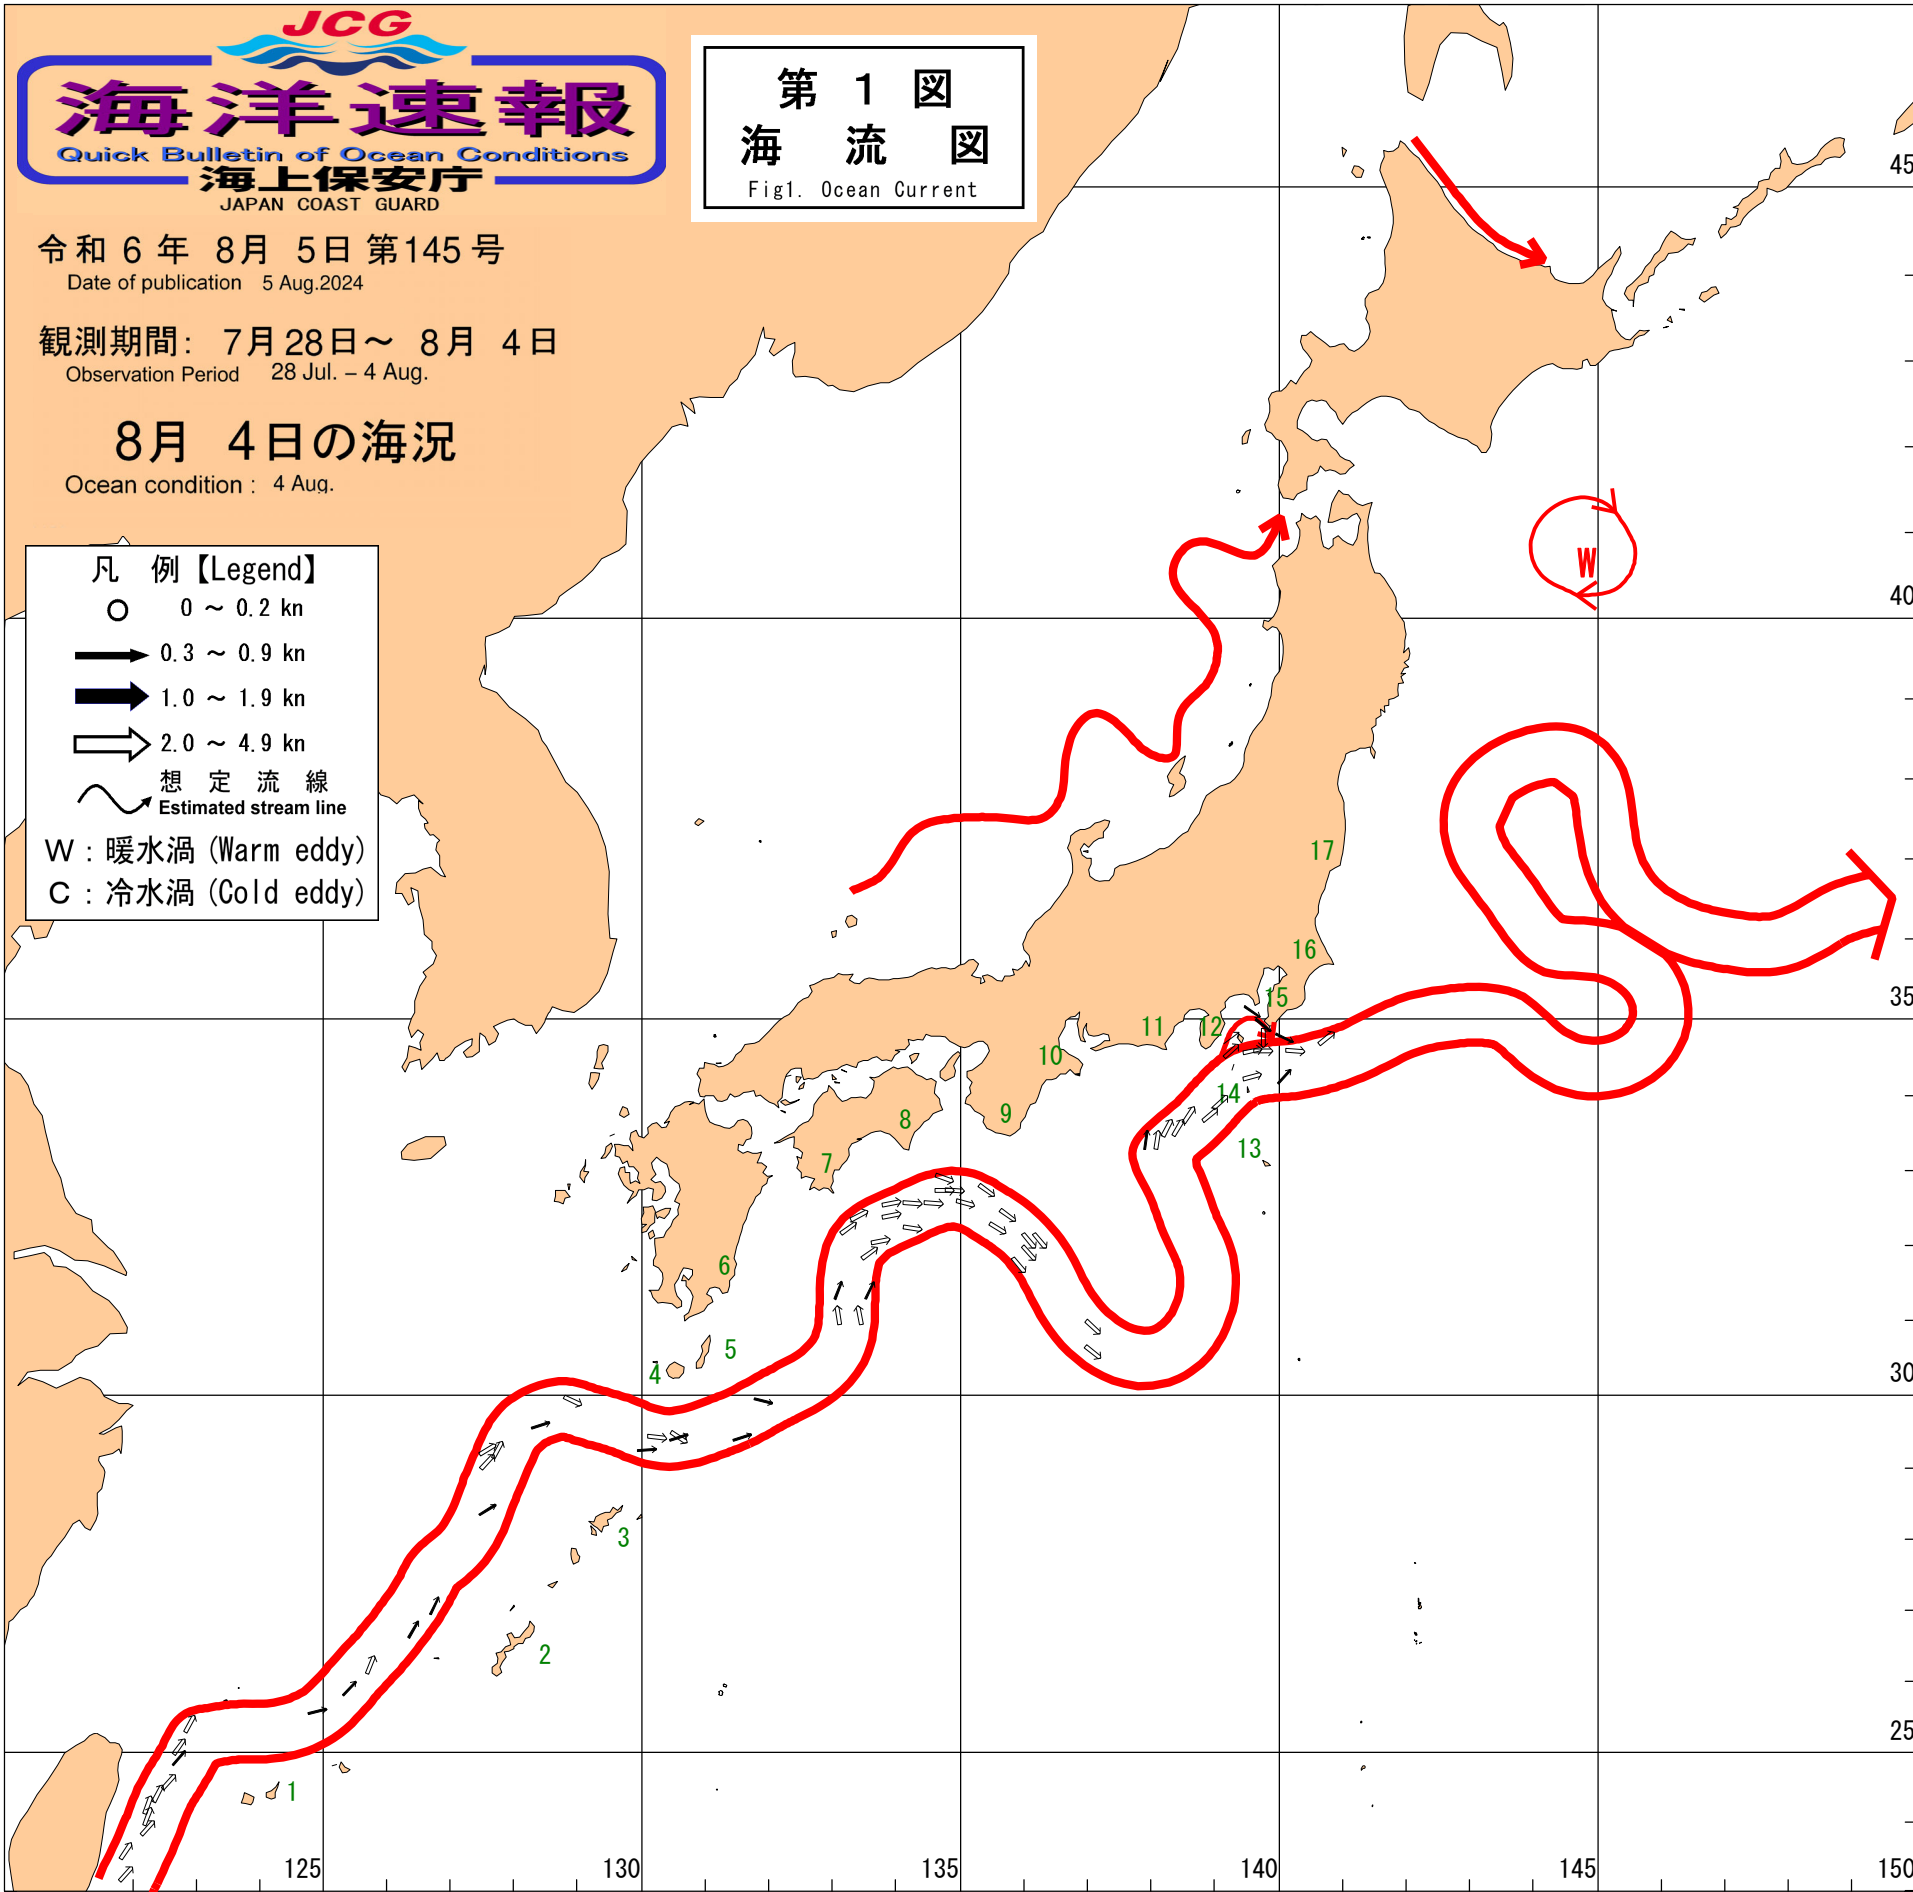 JCG
海洋速報
Quick Bulletin of Ocean Conditions
海上保安庁
JAPAN COAST GUARD
第 1 図
海 流 図
Fig1. Ocean Current
令和 6 年 8月 5日 第145号
Date of publication 5 Aug.2024
観測期間: 7月28日～ 8月 4日
Observation Period 28 Jul. – 4 Aug.
8月 4日の海況
Ocean condition : 4 Aug.
凡 例【Legend】
0 ～ 0.2 kn
0.3 ～ 0.9 kn
1.0 ～ 1.9 kn
2.0 ～ 4.9 kn
想 定 流 線
Estimated stream line
W : 暖水渦 (Warm eddy)
C : 冷水渦 (Cold eddy)
W
45
40
35
30
25
17
16
15
12
11
10
14
13
9
8
7
6
5
4
3
2
1
125
130
135
140
145
150